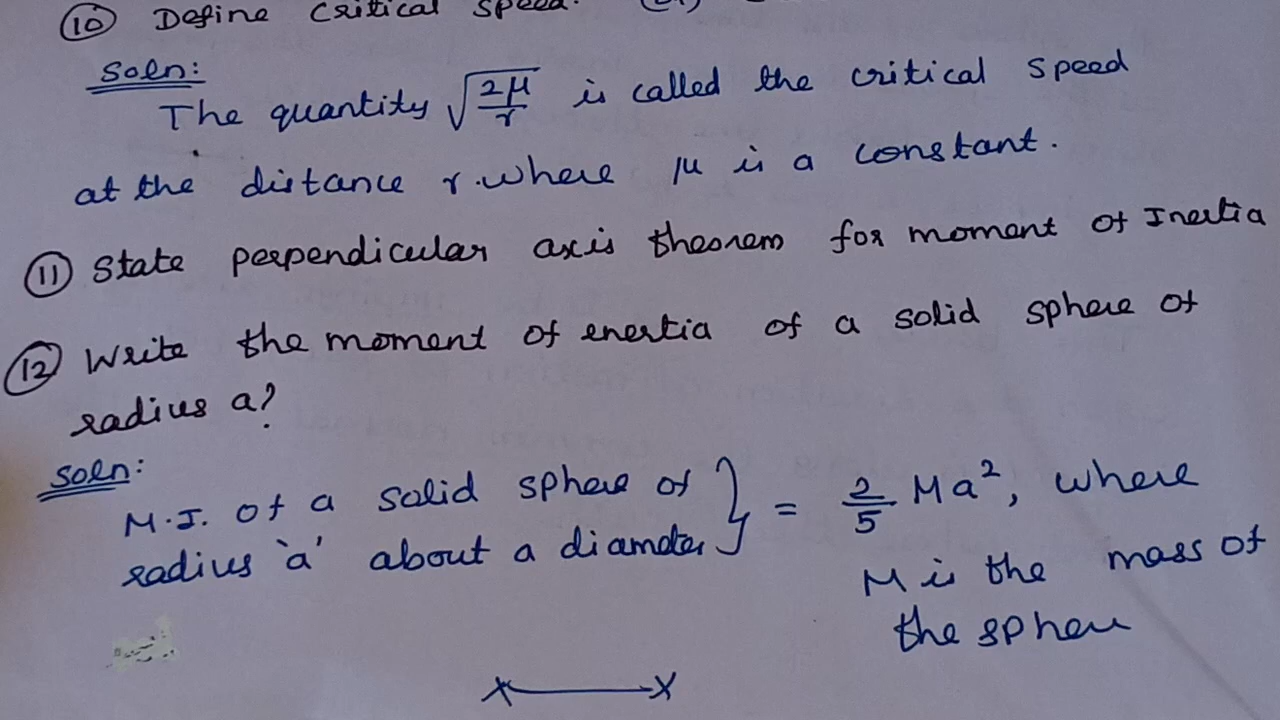 ⑩ Define Critical speed.
Soln:
The quantity √(2μ/r) is called the critical speed
at the distance r. where μ is a constant.
⑪ State perpendicular axis theorem for moment of Inertia
⑫ Write the moment of enertia of a solid sphere of
radius a?
Soln:
M.I. of a solid sphere of
radius 'a' about a diameter } = 2/5 Ma², where
M is the mass of
the sphere